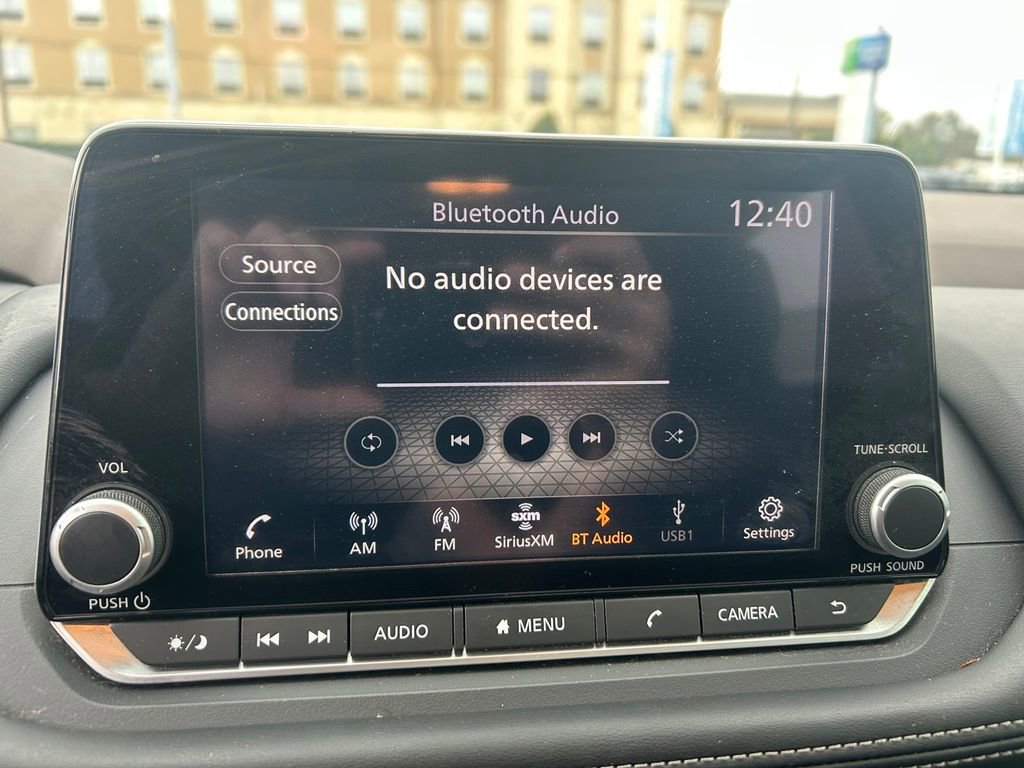 Bluetooth Audio
12:40
Source
Connections
No audio devices are
connected.
VOL
TUNE·SCROLL
Phone
AM
FM
sxm
SiriusXM
BT Audio
USB1
Settings
PUSH
PUSH SOUND
AUDIO
MENU
CAMERA